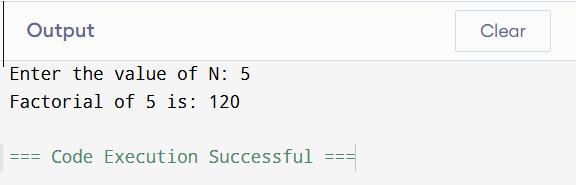 Output
Clear
Enter the value of N: 5
Factorial of 5 is: 120
=== Code Execution Successful ===